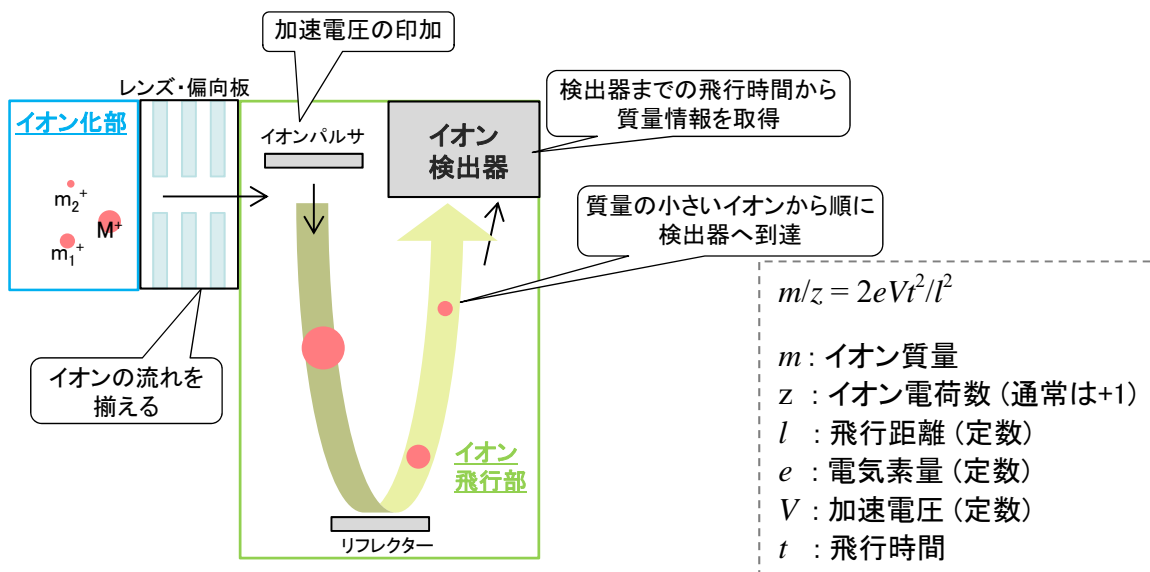 加速電圧の印加
レンズ・偏向板
イオン化部
m₂⁺
M⁺
m₁⁺
イオンの流れを
揃える
イオンパルサ
イオン
検出器
検出器までの飛行時間から
質量情報を取得
質量の小さいイオンから順に
検出器へ到達
イオン
飛行部
リフレクター
m/z = 2eVt²/l²
m : イオン質量
z : イオン電荷数 (通常は+1)
l : 飛行距離 (定数)
e : 電気素量 (定数)
V : 加速電圧 (定数)
t : 飛行時間